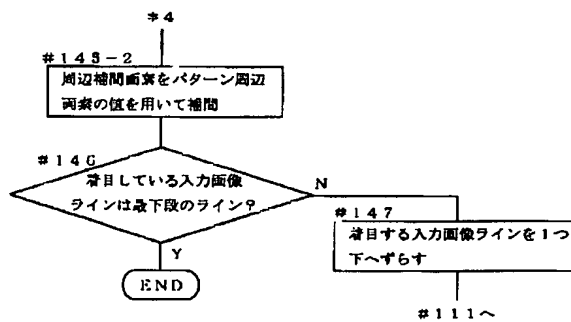 *4
#145-2
周辺補間画素をパターン周辺
画素の値を用いて補間
#146
着目している入力画像
ラインは最下段のライン?
N
#147
着目する入力画像ラインを1つ
下へずらす
Y
END
#111へ